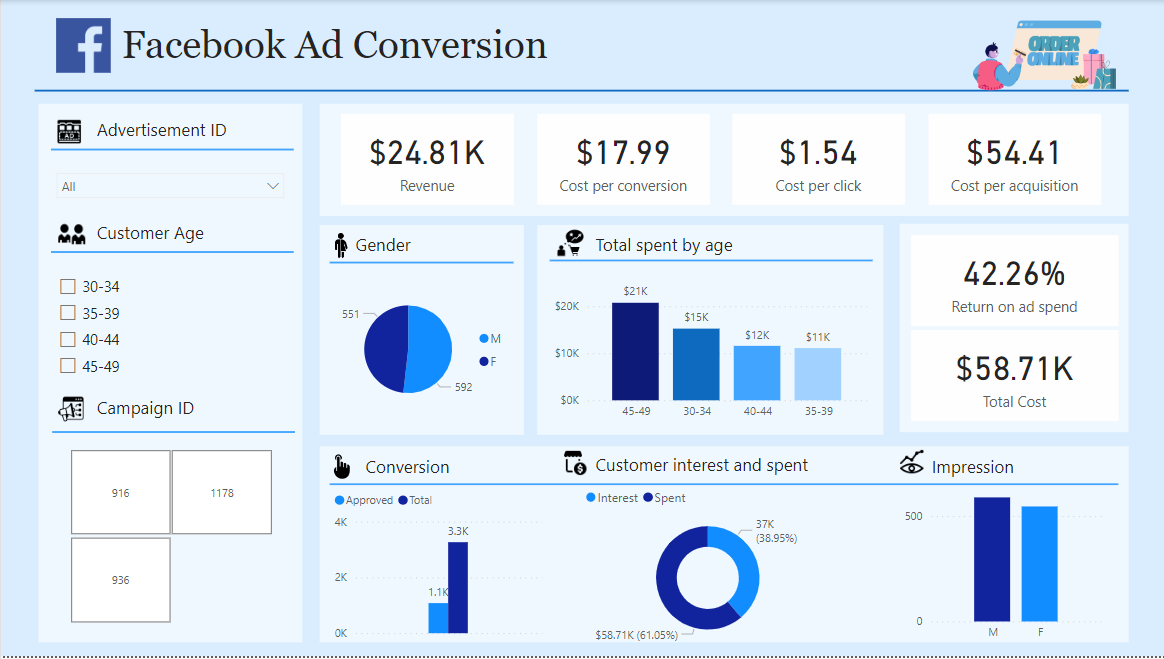 f Facebook Ad Conversion
ORDER
ONLINE
Advertisement ID
All
Customer Age
30-34
35-39
40-44
45-49
Campaign ID
916
1178
936
$24.81K
Revenue
$17.99
Cost per conversion
$1.54
Cost per click
$54.41
Cost per acquisition
Gender
551
592
M
F
Total spent by age
$20K
$10K
$0K
$21K
$15K
$12K
$11K
45-49
30-34
40-44
35-39
42.26%
Return on ad spend
$58.71K
Total Cost
Conversion
Approved Total
4K
2K
0K
1.1K
3.3K
Customer interest and spent
Interest Spent
37K
(38.95%)
$58.71K (61.05%)
Impression
500
0
M
F
AD